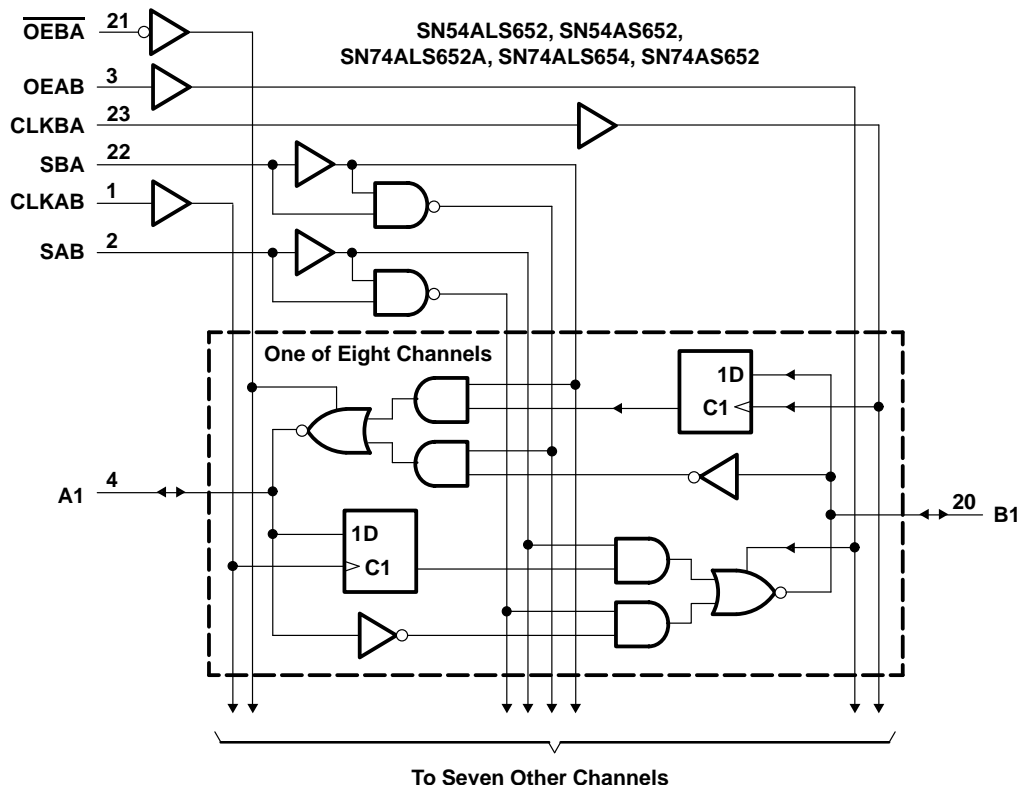 OEBA 21
SN54ALS652, SN54AS652,
SN74ALS652A, SN74ALS654, SN74AS652
OEAB 3
CLKBA 23
SBA 22
CLKAB 1
SAB 2
One of Eight Channels
1D
C1
A1 4
20 B1
1D
C1
To Seven Other Channels